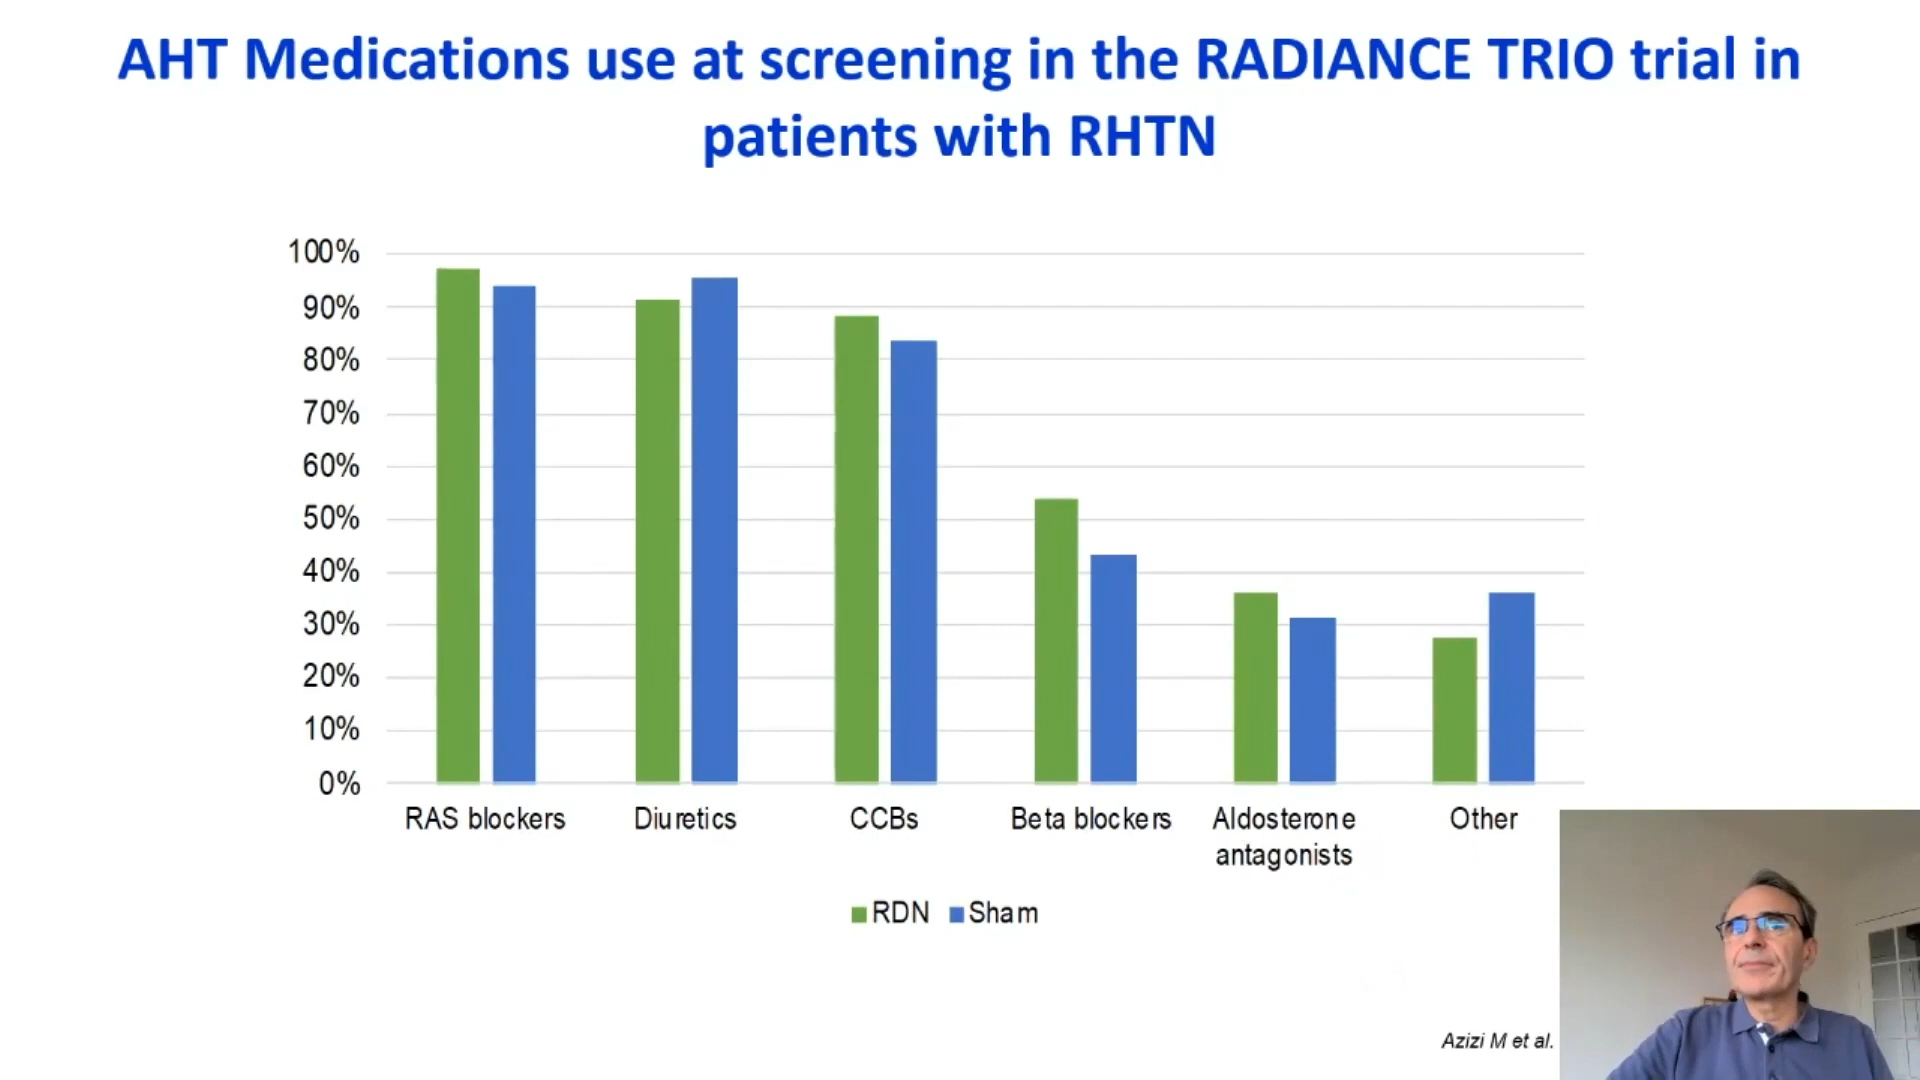 AHT Medications use at screening in the RADIANCE TRIO trial in
patients with RHTN
100%
90%
80%
70%
60%
50%
40%
30%
20%
10%
0%
RAS blockers Diuretics CCBs Beta blockers Aldosterone antagonists Other
RDN Sham
Azizi M et al.